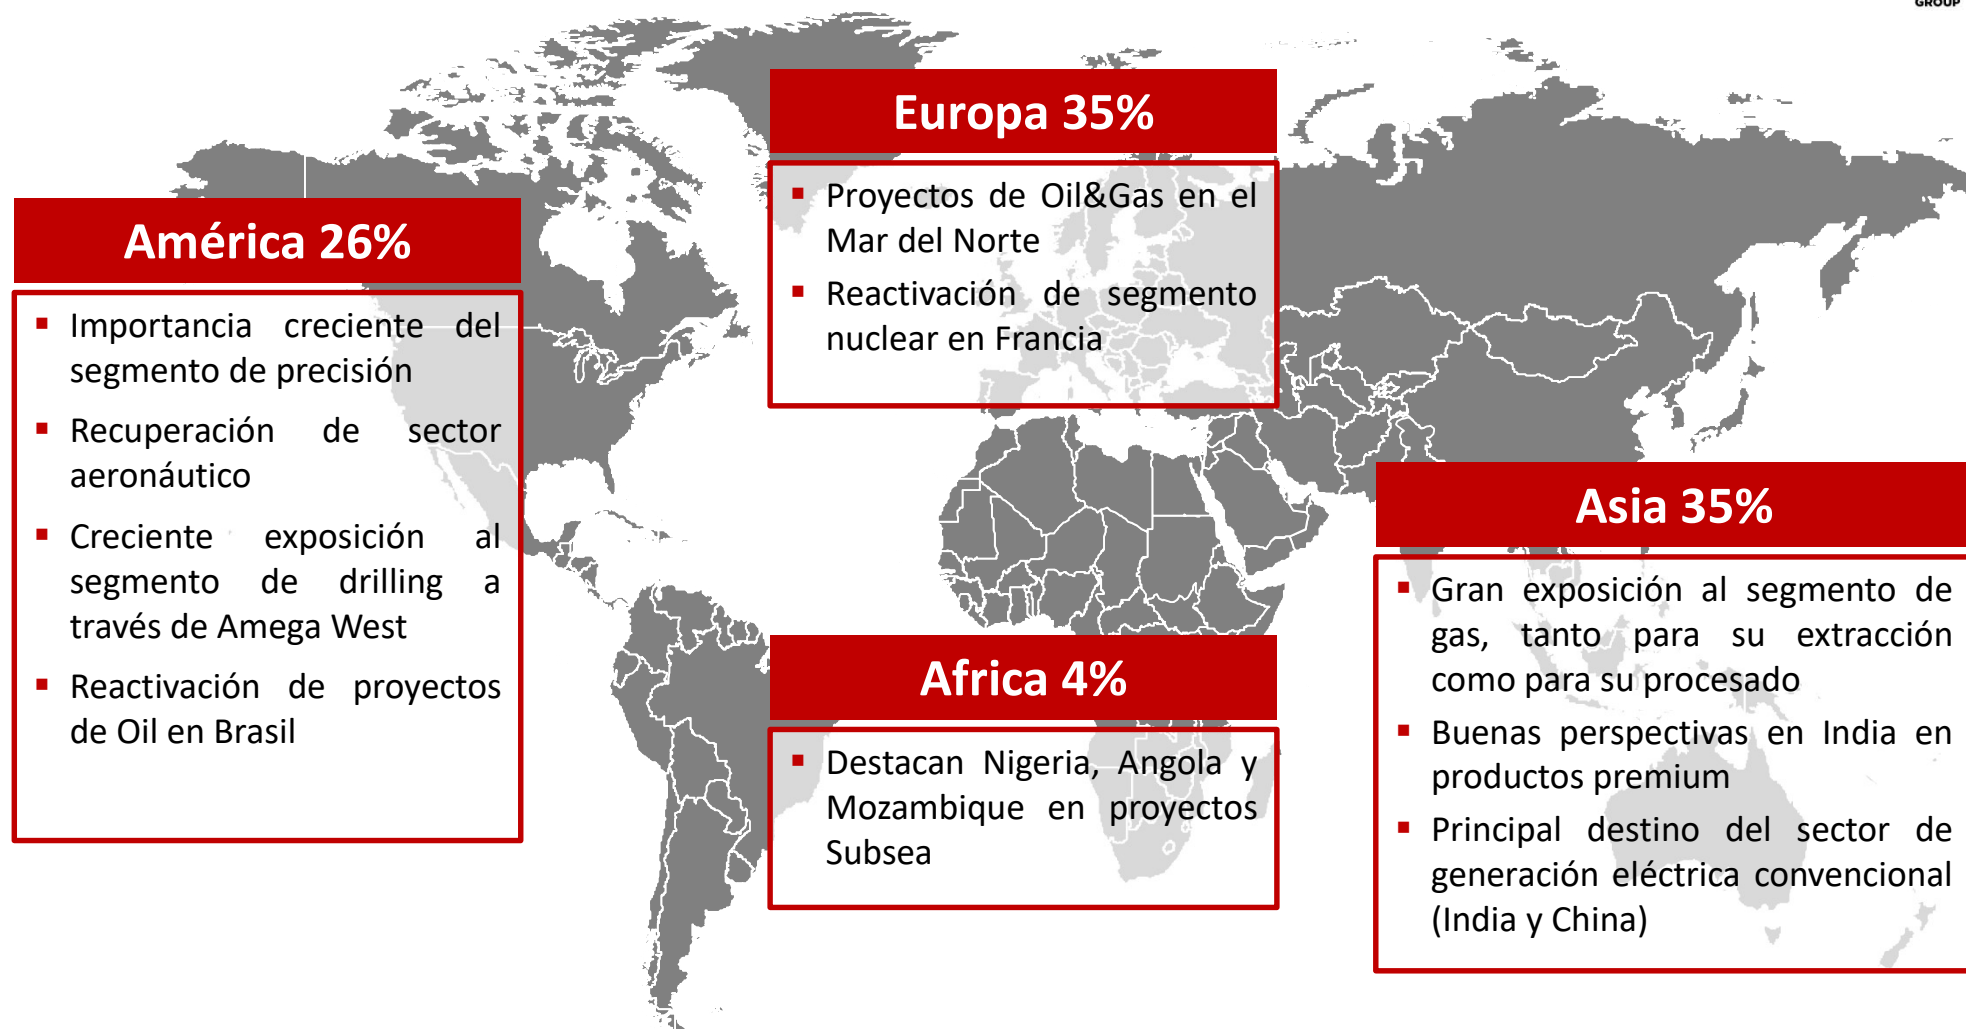 GROUP
Europa 35%
▪ Proyectos de Oil&Gas en el
Mar del Norte
▪ Reactivación de segmento
nuclear en Francia
América 26%
▪ Importancia creciente del
segmento de precisión
▪ Recuperación de sector
aeronáutico
▪ Creciente exposición al
segmento de drilling a
través de Amega West
▪ Reactivación de proyectos
de Oil en Brasil
Africa 4%
▪ Destacan Nigeria, Angola y
Mozambique en proyectos
Subsea
Asia 35%
▪ Gran exposición al segmento de
gas, tanto para su extracción
como para su procesado
▪ Buenas perspectivas en India en
productos premium
▪ Principal destino del sector de
generación eléctrica convencional
(India y China)